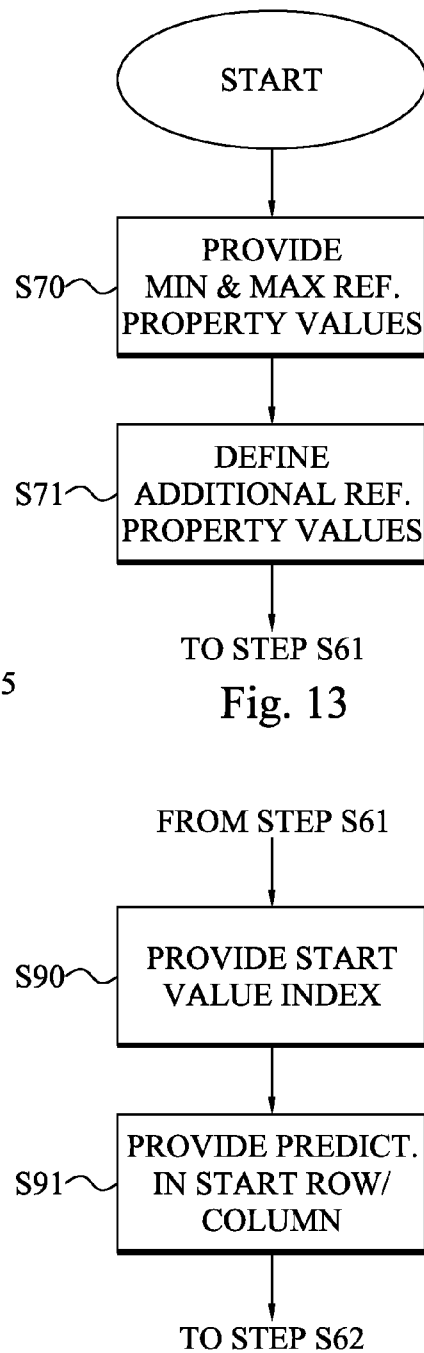 START
PROVIDE
S70
MIN & MAX REF.
PROPERTY VALUES
DEFINE
S71
ADDITIONAL REF.
PROPERTY VALUES
TO STEP S61
5
Fig. 13
FROM STEP S61
PROVIDE START
S90
VALUE INDEX
PROVIDE PREDICT.
S91
IN START ROW/
COLUMN
TO STEP S62